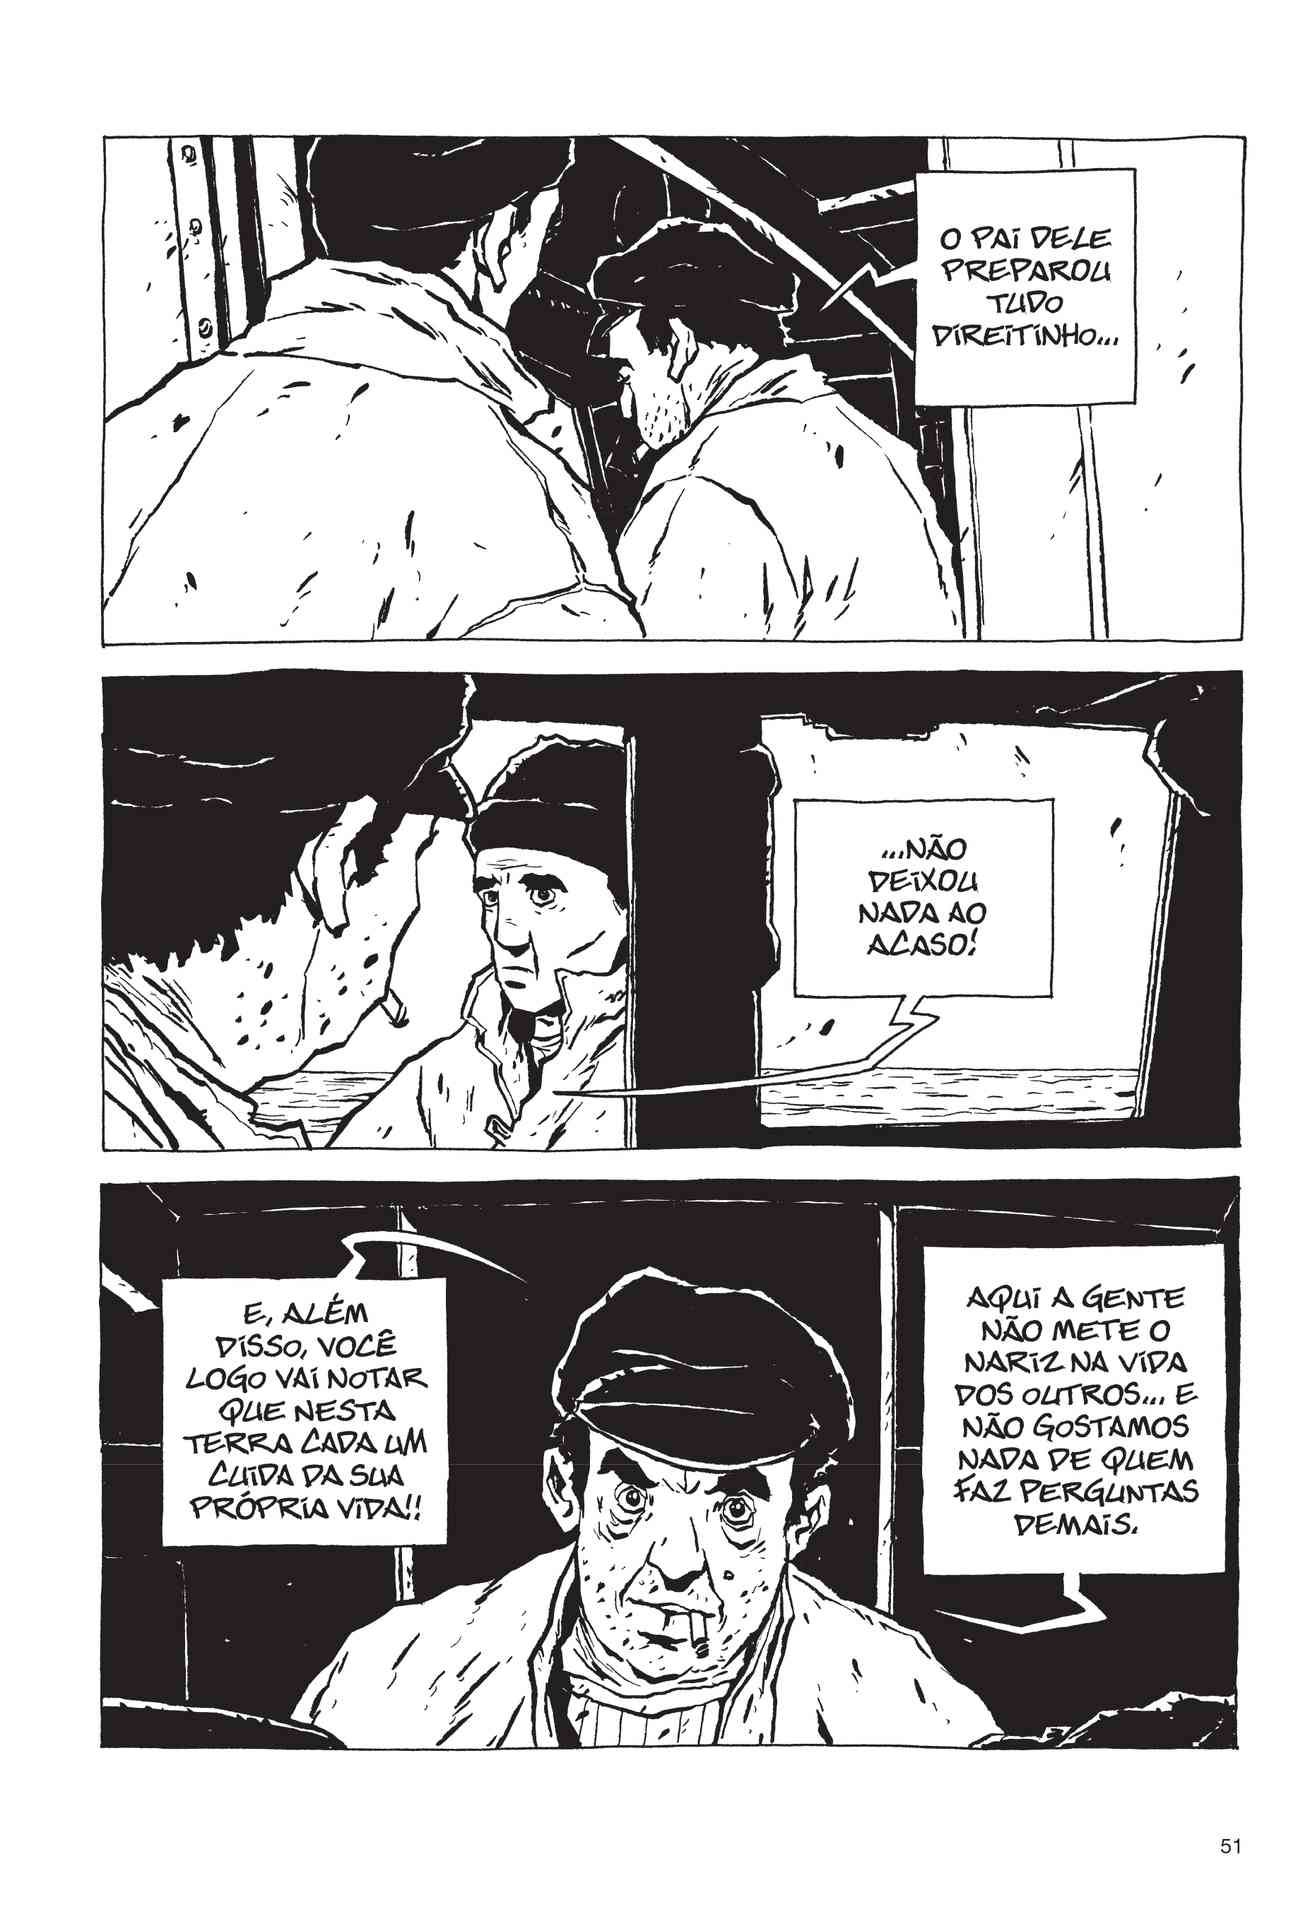 O PAI DELE
PREPAROU
TUDO
DIREITINHO...
...NÃO
DEIXOU
NADA AO
ACASO!
E, ALÉM
DISSO, VOCÊ
LOGO VAI NOTAR
QUE NESTA
TERRA CADA UM
CUIDA DA SUA
PRÓPRIA VIDA!!
AQUI A GENTE
NÃO METE O
NARIZ NA VIDA
DOS OUTROS... E
NÃO GOSTAMOS
NADA DE QUEM
FAZ PERGUNTAS
DEMAIS.
51